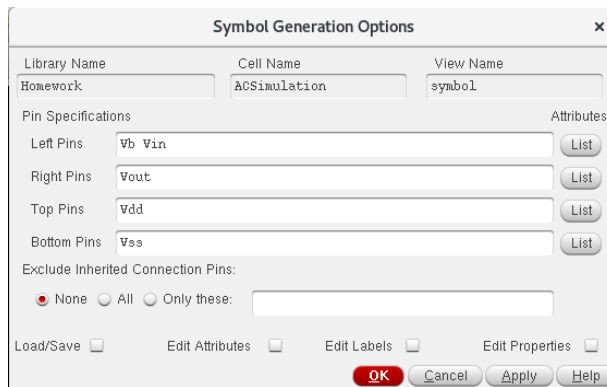 Symbol Generation Options ×
Library Name Cell Name View Name
Homework ACSimulation symbol
Pin Specifications Attributes
Left Pins Vb Vin List
Right Pins Vout List
Top Pins Vdd List
Bottom Pins Vss List
Exclude Inherited Connection Pins:
None All Only these:
Load/Save Edit Attributes Edit Labels Edit Properties
OK Cancel Apply Help